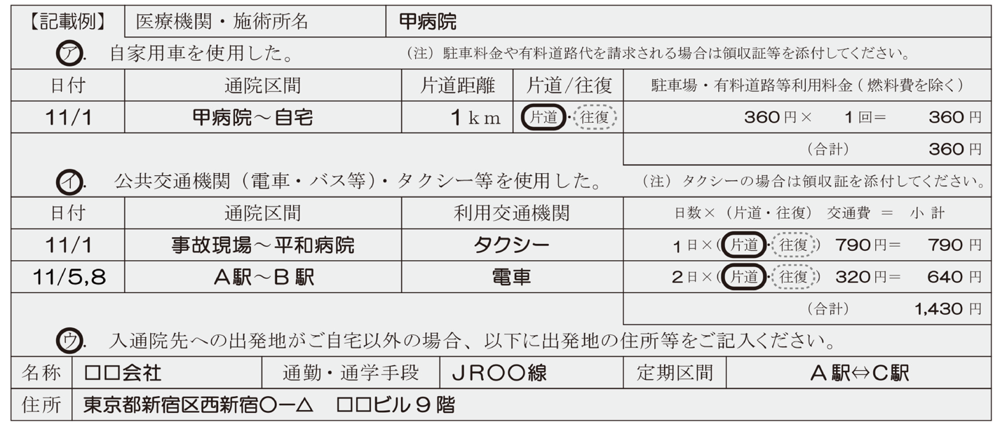 【記載例】 医療機関・施術所名 甲病院
ア. 自家用車を使用した。 (注)駐車料金や有料道路代を請求される場合は領収証等を添付してください。
日付 通院区間 片道距離 片道/往復 駐車場・有料道路等利用料金(燃料費を除く)
11/1 甲病院～自宅 1km 片道・往復 360円× 1回= 360円
(合計) 360円
イ. 公共交通機関(電車・バス等)・タクシー等を使用した。 (注)タクシーの場合は領収証を添付してください。
日付 通院区間 利用交通機関 日数×(片道・往復) 交通費 = 小計
11/1 事故現場～平和病院 タクシー 1日×(片道・往復) 790円= 790円
11/5,8 A駅～B駅 電車 2日×(片道・往復) 320円= 640円
(合計) 1,430円
ウ. 入通院先への出発地がご自宅以外の場合、以下に出発地の住所等をご記入ください。
名称 □□会社 通勤・通学手段 JR○○線 定期区間 A駅⇔C駅
住所 東京都新宿区西新宿○ー△ □□ビル9階